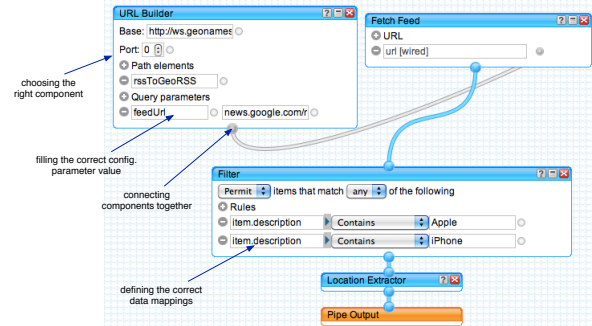 URL Builder
Base: http://ws.geonames
Port: 0
Path elements
rssToGeoRSS
Query parameters
feedUrl news.google.com/r
Fetch Feed
URL
url [wired]
choosing the
right component
filling the correct config.
parameter value
connecting
components together
defining the correct
data mappings
Filter
Permit items that match any of the following
Rules
item.description Contains Apple
item.description Contains iPhone
Location Extractor
Pipe Output